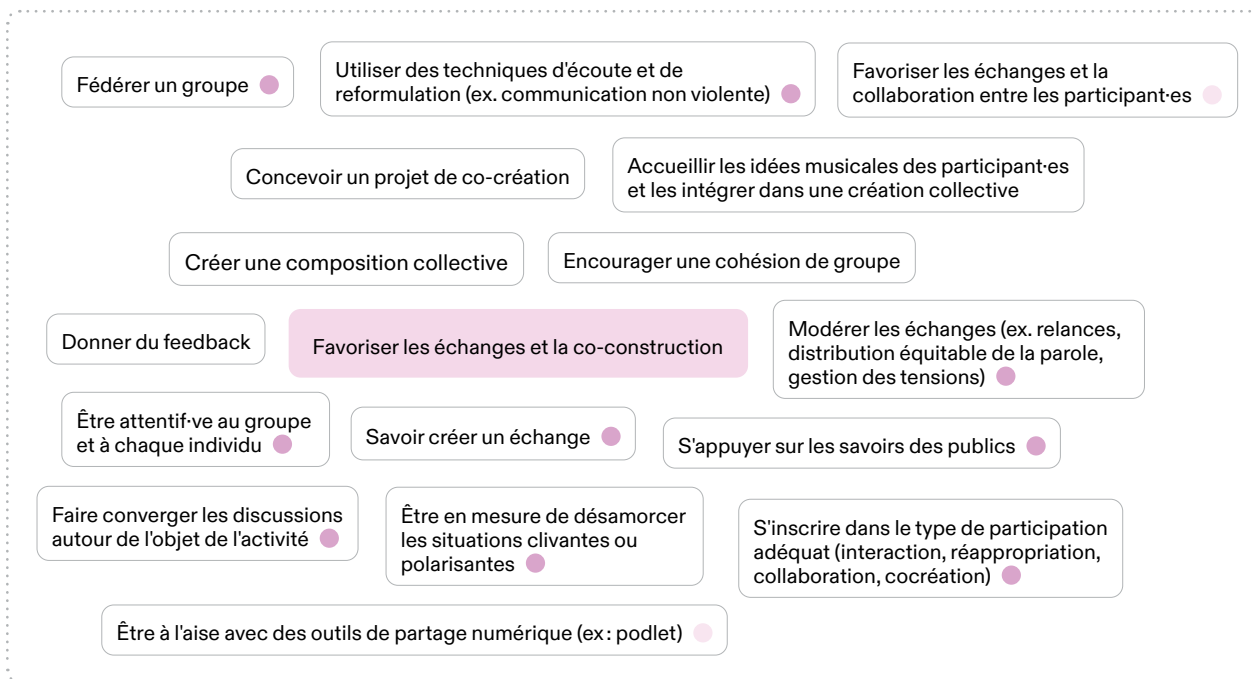 Fédérer un groupe
Utiliser des techniques d'écoute et de
reformulation (ex. communication non violente)
Favoriser les échanges et la
collaboration entre les participant·es
Concevoir un projet de co-création
Accueillir les idées musicales des participant·es
et les intégrer dans une création collective
Créer une composition collective
Encourager une cohésion de groupe
Donner du feedback
Favoriser les échanges et la co-construction
Modérer les échanges (ex. relances,
distribution équitable de la parole,
gestion des tensions)
Être attentif·ve au groupe
et à chaque individu
Savoir créer un échange
S'appuyer sur les savoirs des publics
Faire converger les discussions
autour de l'objet de l'activité
Être en mesure de désamorcer
les situations clivantes ou
polarisantes
S'inscrire dans le type de participation
adéquat (interaction, réappropriation,
collaboration, cocréation)
Être à l'aise avec des outils de partage numérique (ex : podlet)